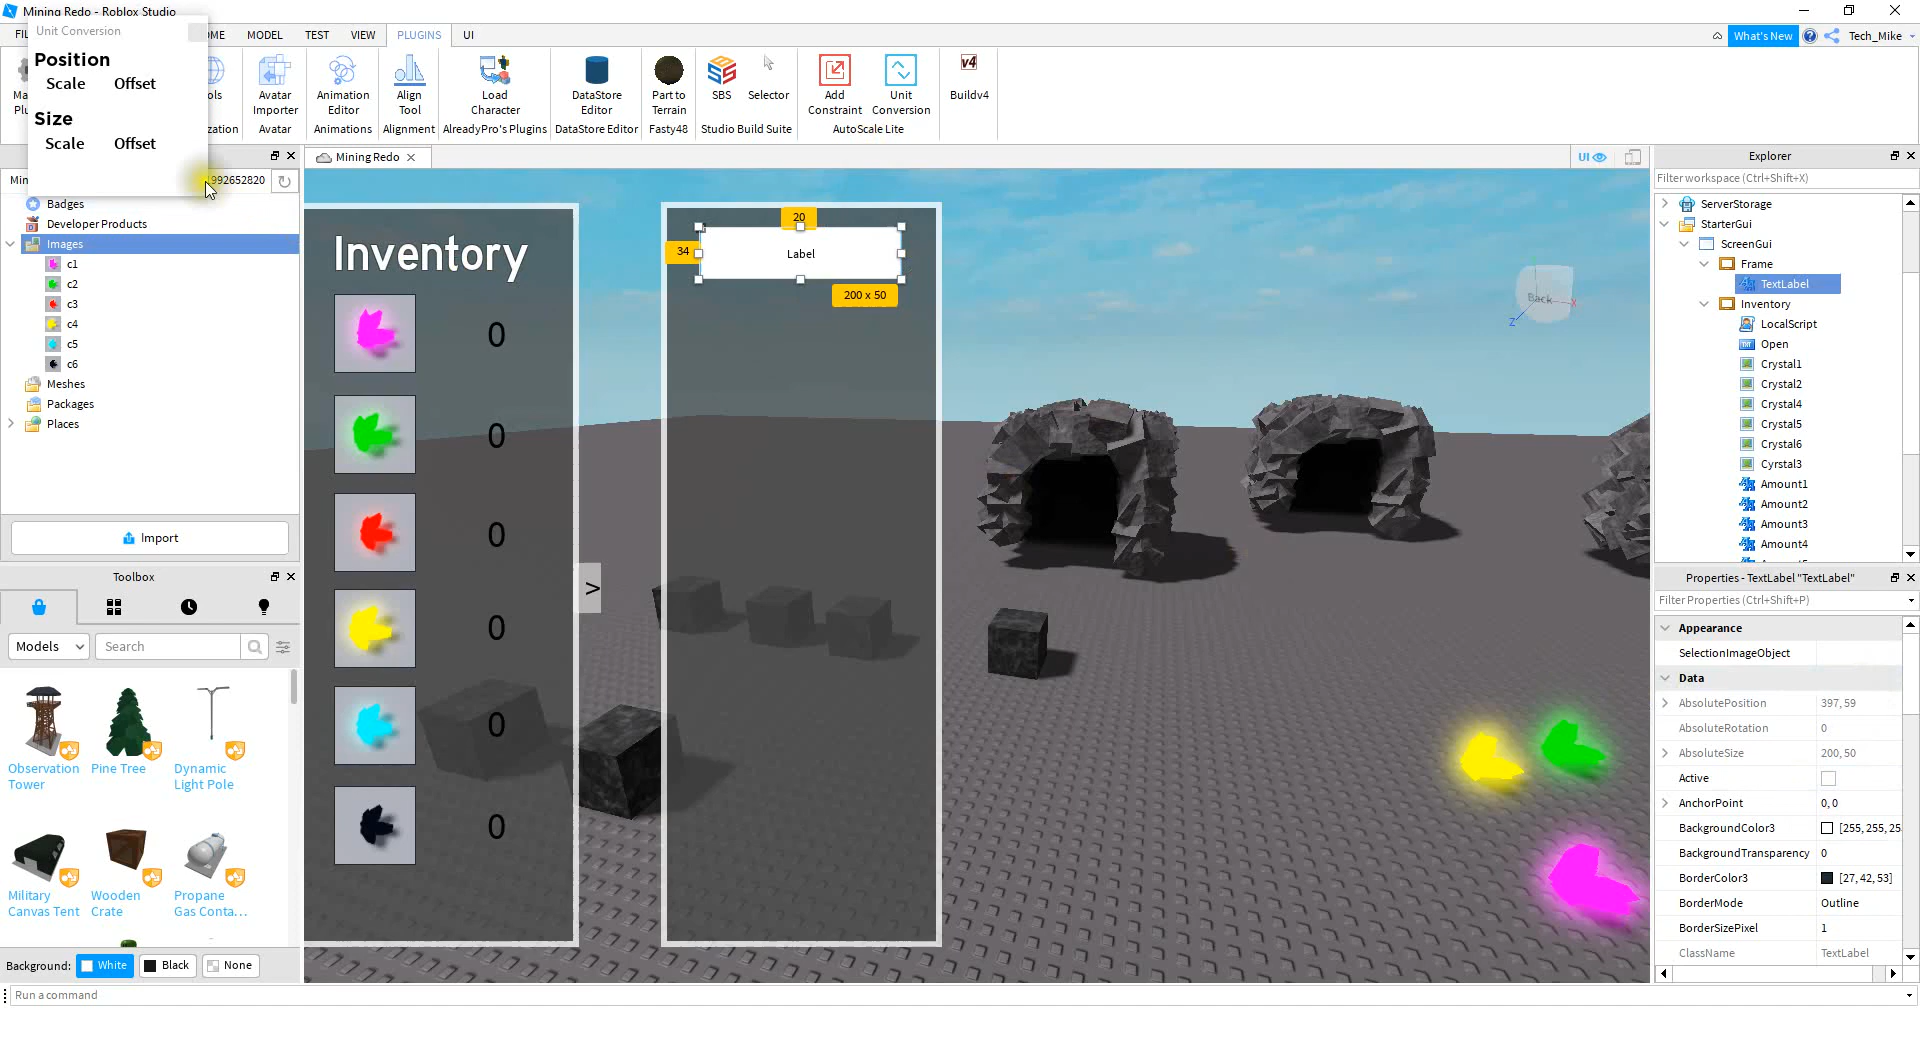 Mining Redo - Roblox Studio
Unit Conversion
Position
Scale Offset
Size
Scale Offset
MODEL TEST VIEW PLUGINS UI
What's New
Tech_Mike
Avatar Importer
Animation Editor
Align Tool
Load Character
DataStore Editor
Part to Terrain
SBS
Selector
Add Constraint
Unit Conversion
Buildv4
v4
Avatar
Animations
Alignment
AlreadyPro's Plugins
DataStore Editor
Fasty48
Studio Build Suite
AutoScale Lite
Mining Redo
UI
992652820
Badges
Developer Products
Images
c1
c2
c3
c4
c5
c6
Meshes
Packages
Places
Import
Toolbox
Models
Search
Observation Tower
Pine Tree
Dynamic Light Pole
Military Canvas Tent
Wooden Crate
Propane Gas Conta...
Background: White Black None
Run a command
Inventory
0
0
0
0
0
0
>
20
34
Label
200 x 50
Back
X
Z
Explorer
Filter workspace (Ctrl+Shift+X)
ServerStorage
StarterGui
ScreenGui
Frame
TextLabel
Inventory
LocalScript
Open
Crystal1
Crystal2
Crystal4
Crystal5
Crystal6
Cyrstal3
Amount1
Amount2
Amount3
Amount4
Properties - TextLabel "TextLabel"
Filter Properties (Ctrl+Shift+P)
Appearance
SelectionImageObject
Data
AbsolutePosition 397, 59
AbsoluteRotation 0
AbsoluteSize 200, 50
Active
AnchorPoint 0, 0
BackgroundColor3 [255, 255, 25
BackgroundTransparency 0
BorderColor3 [27, 42, 53]
BorderMode Outline
BorderSizePixel 1
ClassName TextLabel